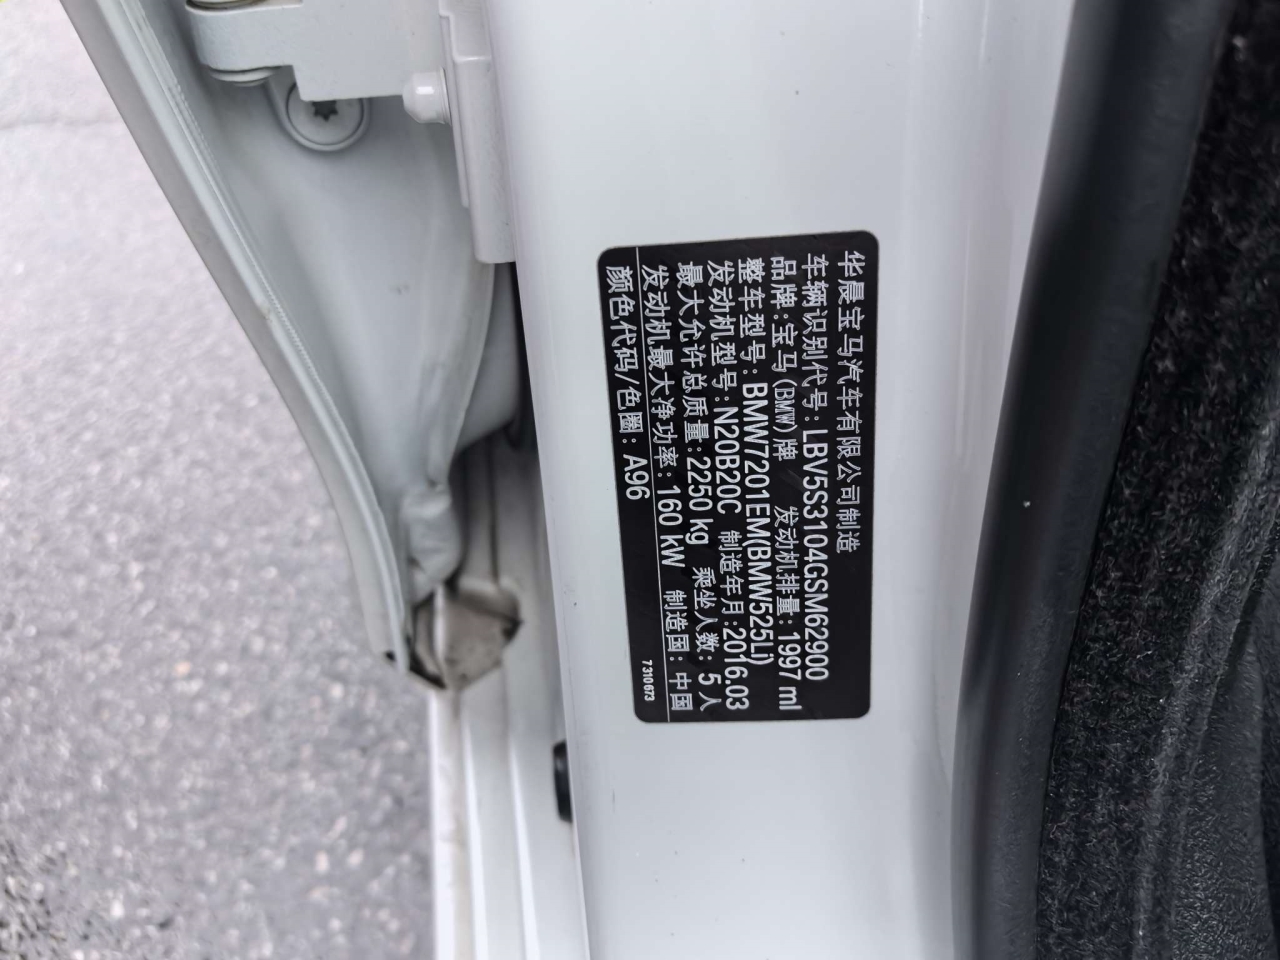 华晨宝马汽车有限公司制造
车辆识别代号:LBV5S3104GSM62900
品牌:宝马(BMW)牌 发动机排量:1997 ml
整车型号:BMW7201EM(BMW525Li)
发动机型号:N20B20C 制造年月:2016.03
最大允许总质量:2250 kg 乘坐人数:5 人
发动机最大净功率:160 kW 制造国:中国
颜色代码/色圈:A96
7310673